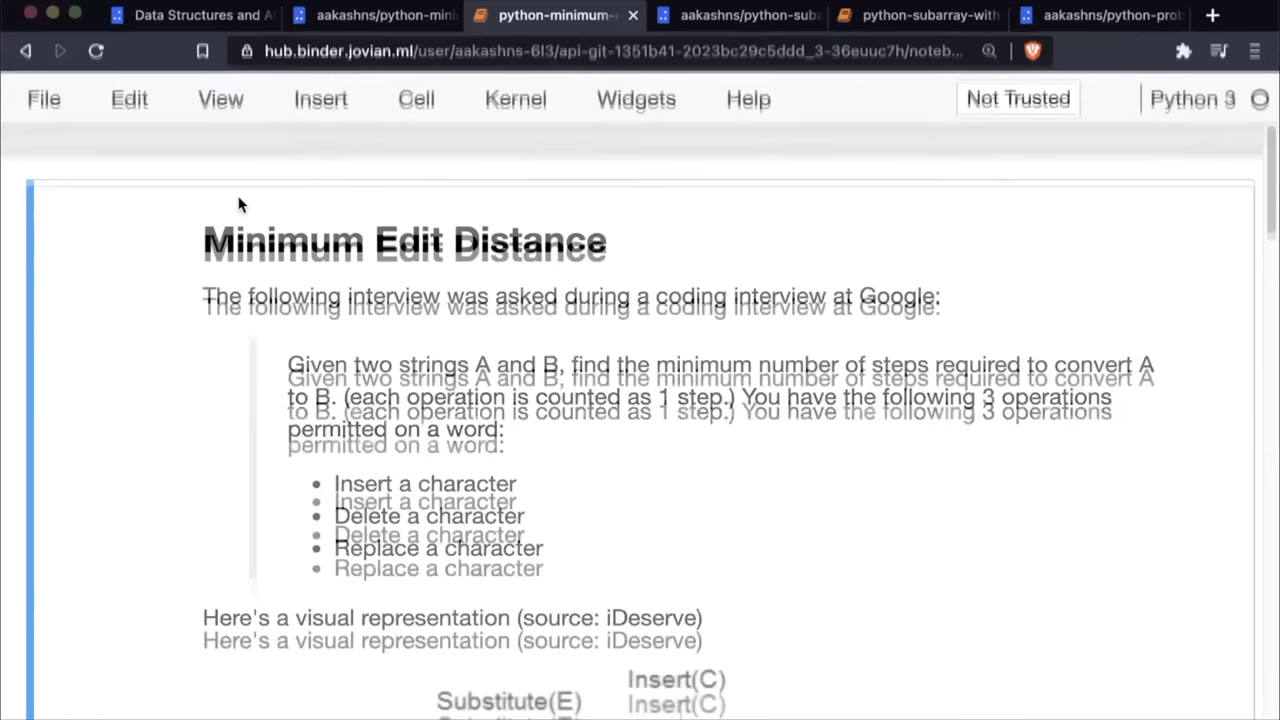 Data Structures and A
aakashns/python-mini
python-minimum-
aakashns/python-suba
python-subarray-with
aakashns/python-prob
hub.binder.jovian.ml/user/aakashns-6l3/api-git-1351b41-2023bc29c5ddd_3-36euuc7h/noteb...
File Edit View Insert Cell Kernel Widgets Help Not Trusted Python 3
Minimum Edit Distance
The following interview was asked during a coding interview at Google:
Given two strings A and B, find the minimum number of steps required to convert A
to B. (each operation is counted as 1 step.) You have the following 3 operations
permitted on a word:
Insert a character
Delete a character
Replace a character
Here's a visual representation (source: iDeserve)
Insert(C)
Substitute(E)